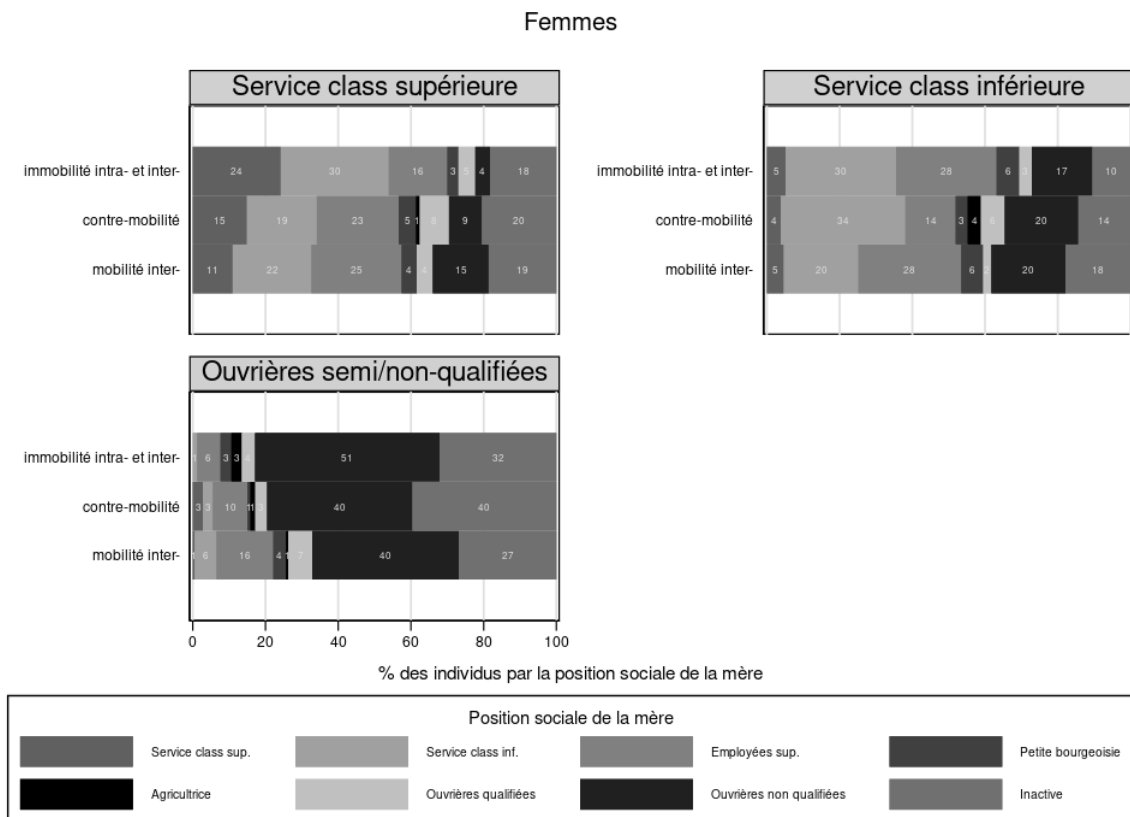 Femmes
Service class supérieure
immobilité intra- et inter-
24 30 16 3 5 4 18
contre-mobilité
15 19 23 5 1 8 9 20
mobilité inter-
11 22 25 4 4 15 19
Service class inférieure
immobilité intra- et inter-
5 30 28 6 3 17 10
contre-mobilité
4 34 14 3 4 6 20 14
mobilité inter-
5 20 28 6 2 20 18
Ouvrières semi/non-qualifiées
immobilité intra- et inter-
1 6 3 3 4 51 32
contre-mobilité
3 3 10 1 1 3 40 40
mobilité inter-
1 6 16 4 1 7 40 27
0 20 40 60 80 100
% des individus par la position sociale de la mère
Position sociale de la mère
Service class sup. Service class inf. Employées sup. Petite bourgeoisie
Agricultrice Ouvrières qualifiées Ouvrières non qualifiées Inactive